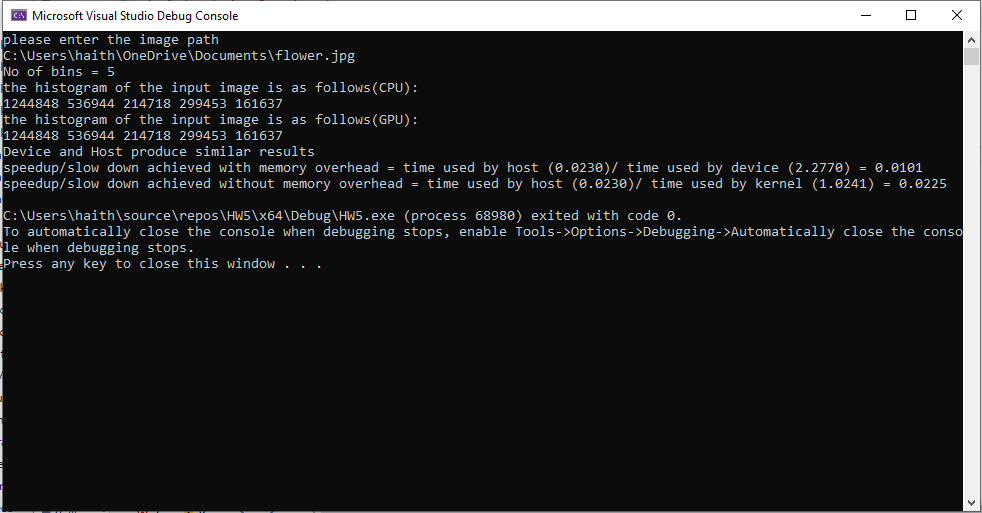 Microsoft Visual Studio Debug Console
please enter the image path
C:\Users\haith\OneDrive\Documents\flower.jpg
No of bins = 5
the histogram of the input image is as follows(CPU):
1244848 536944 214718 299453 161637
the histogram of the input image is as follows(GPU):
1244848 536944 214718 299453 161637
Device and Host produce similar results
speedup/slow down achieved with memory overhead = time used by host (0.0230)/ time used by device (2.2770) = 0.0101
speedup/slow down achieved without memory overhead = time used by host (0.0230)/ time used by kernel (1.0241) = 0.0225
C:\Users\haith\source\repos\HW5\x64\Debug\HW5.exe (process 68980) exited with code 0.
To automatically close the console when debugging stops, enable Tools->Options->Debugging->Automatically close the conso
le when debugging stops.
Press any key to close this window . . .